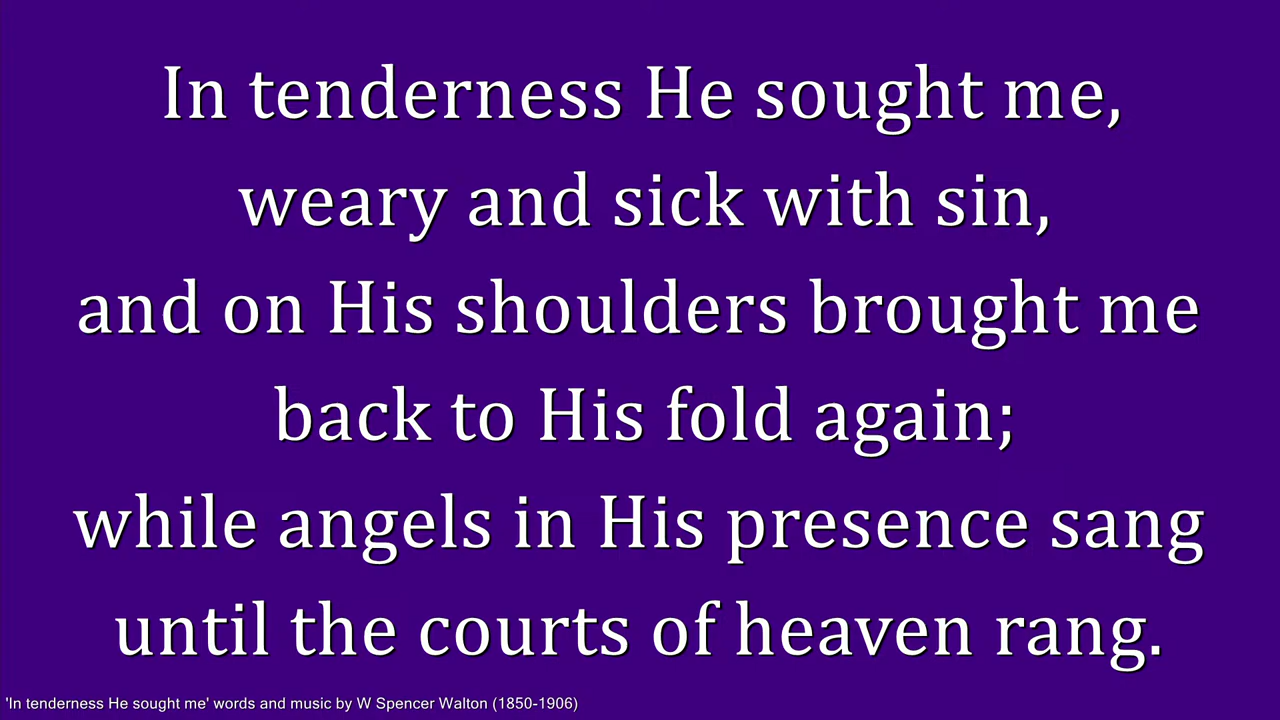 In tenderness He sought me,
weary and sick with sin,
and on His shoulders brought me
back to His fold again;
while angels in His presence sang
until the courts of heaven rang.
'In tenderness He sought me' words and music by W Spencer Walton (1850-1906)